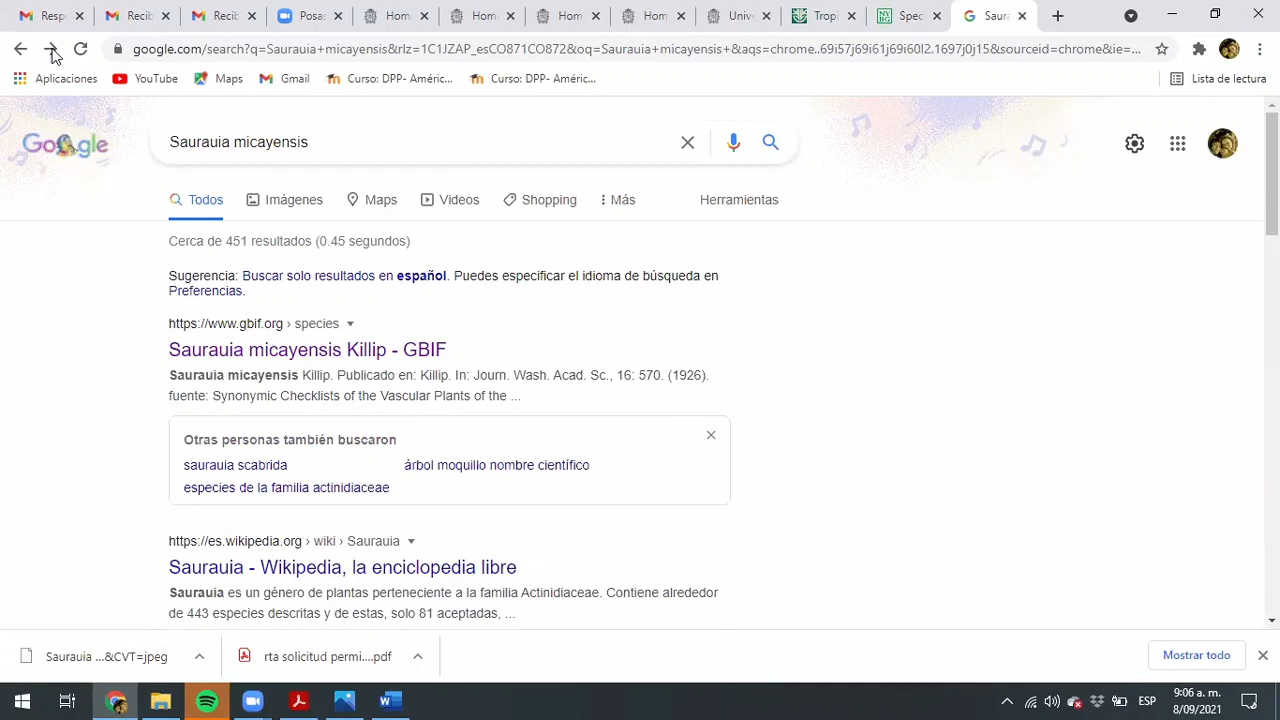 Resp
Recib
Recib
Posa
Hom
Hom
Hom
Hom
Univ
Trop
Spec
Saura
google.com/search?q=Saurauia+micayensis&rlz=1C1JZAP_esCO871CO872&oq=Saurauia+micayensis+&aqs=chrome..69i57j69i61j69i60l2.1697j0j15&sourceid=chrome&ie=...
Aplicaciones
YouTube
Maps
Gmail
Curso: DPP- Améric...
Curso: DPP- Améric...
Lista de lectura
Google
Saurauia micayensis
Todos
Imágenes
Maps
Videos
Shopping
Más
Herramientas
Cerca de 451 resultados (0.45 segundos)
Sugerencia: Buscar solo resultados en español. Puedes especificar el idioma de búsqueda en
Preferencias.
https://www.gbif.org › species
Saurauia micayensis Killip - GBIF
Saurauia micayensis Killip. Publicado en: Killip. In: Journ. Wash. Acad. Sc., 16: 570. (1926).
fuente: Synonymic Checklists of the Vascular Plants of the ...
Otras personas también buscaron
saurauia scabrida
árbol moquillo nombre científico
especies de la familia actinidiaceae
https://es.wikipedia.org › wiki › Saurauia
Saurauia - Wikipedia, la enciclopedia libre
Saurauia es un género de plantas perteneciente a la familia Actinidiaceae. Contiene alrededor
de 443 especies descritas y de estas, solo 81 aceptadas, ...
Saurauia ...&CVT=jpeg
rta solicitud permi....pdf
Mostrar todo
ESP
9:06 a. m.
8/09/2021